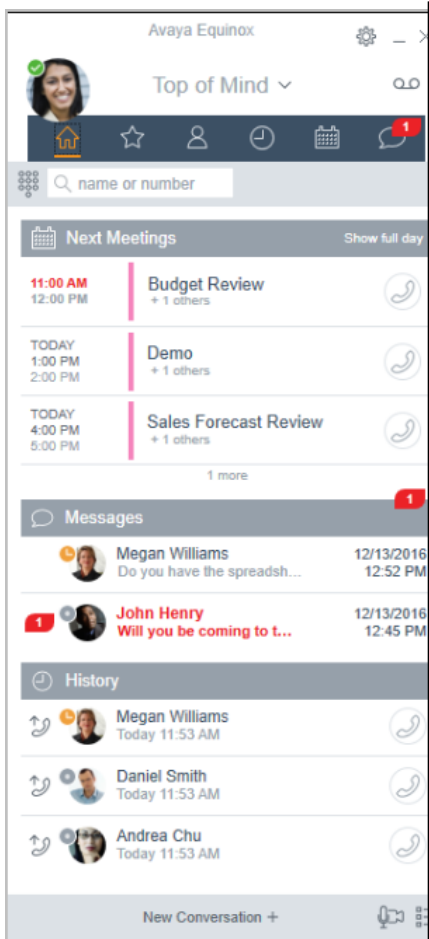 Avaya Equinox
Top of Mind
1
name or number
Next Meetings Show full day
11:00 AM Budget Review
12:00 PM + 1 others
TODAY
1:00 PM Demo
2:00 PM + 1 others
TODAY
4:00 PM Sales Forecast Review
5:00 PM + 1 others
1 more
1
Messages
Megan Williams 12/13/2016
Do you have the spreadsh... 12:52 PM
1 John Henry 12/13/2016
Will you be coming to t... 12:45 PM
History
Megan Williams
Today 11:53 AM
Daniel Smith
Today 11:53 AM
Andrea Chu
Today 11:53 AM
New Conversation +